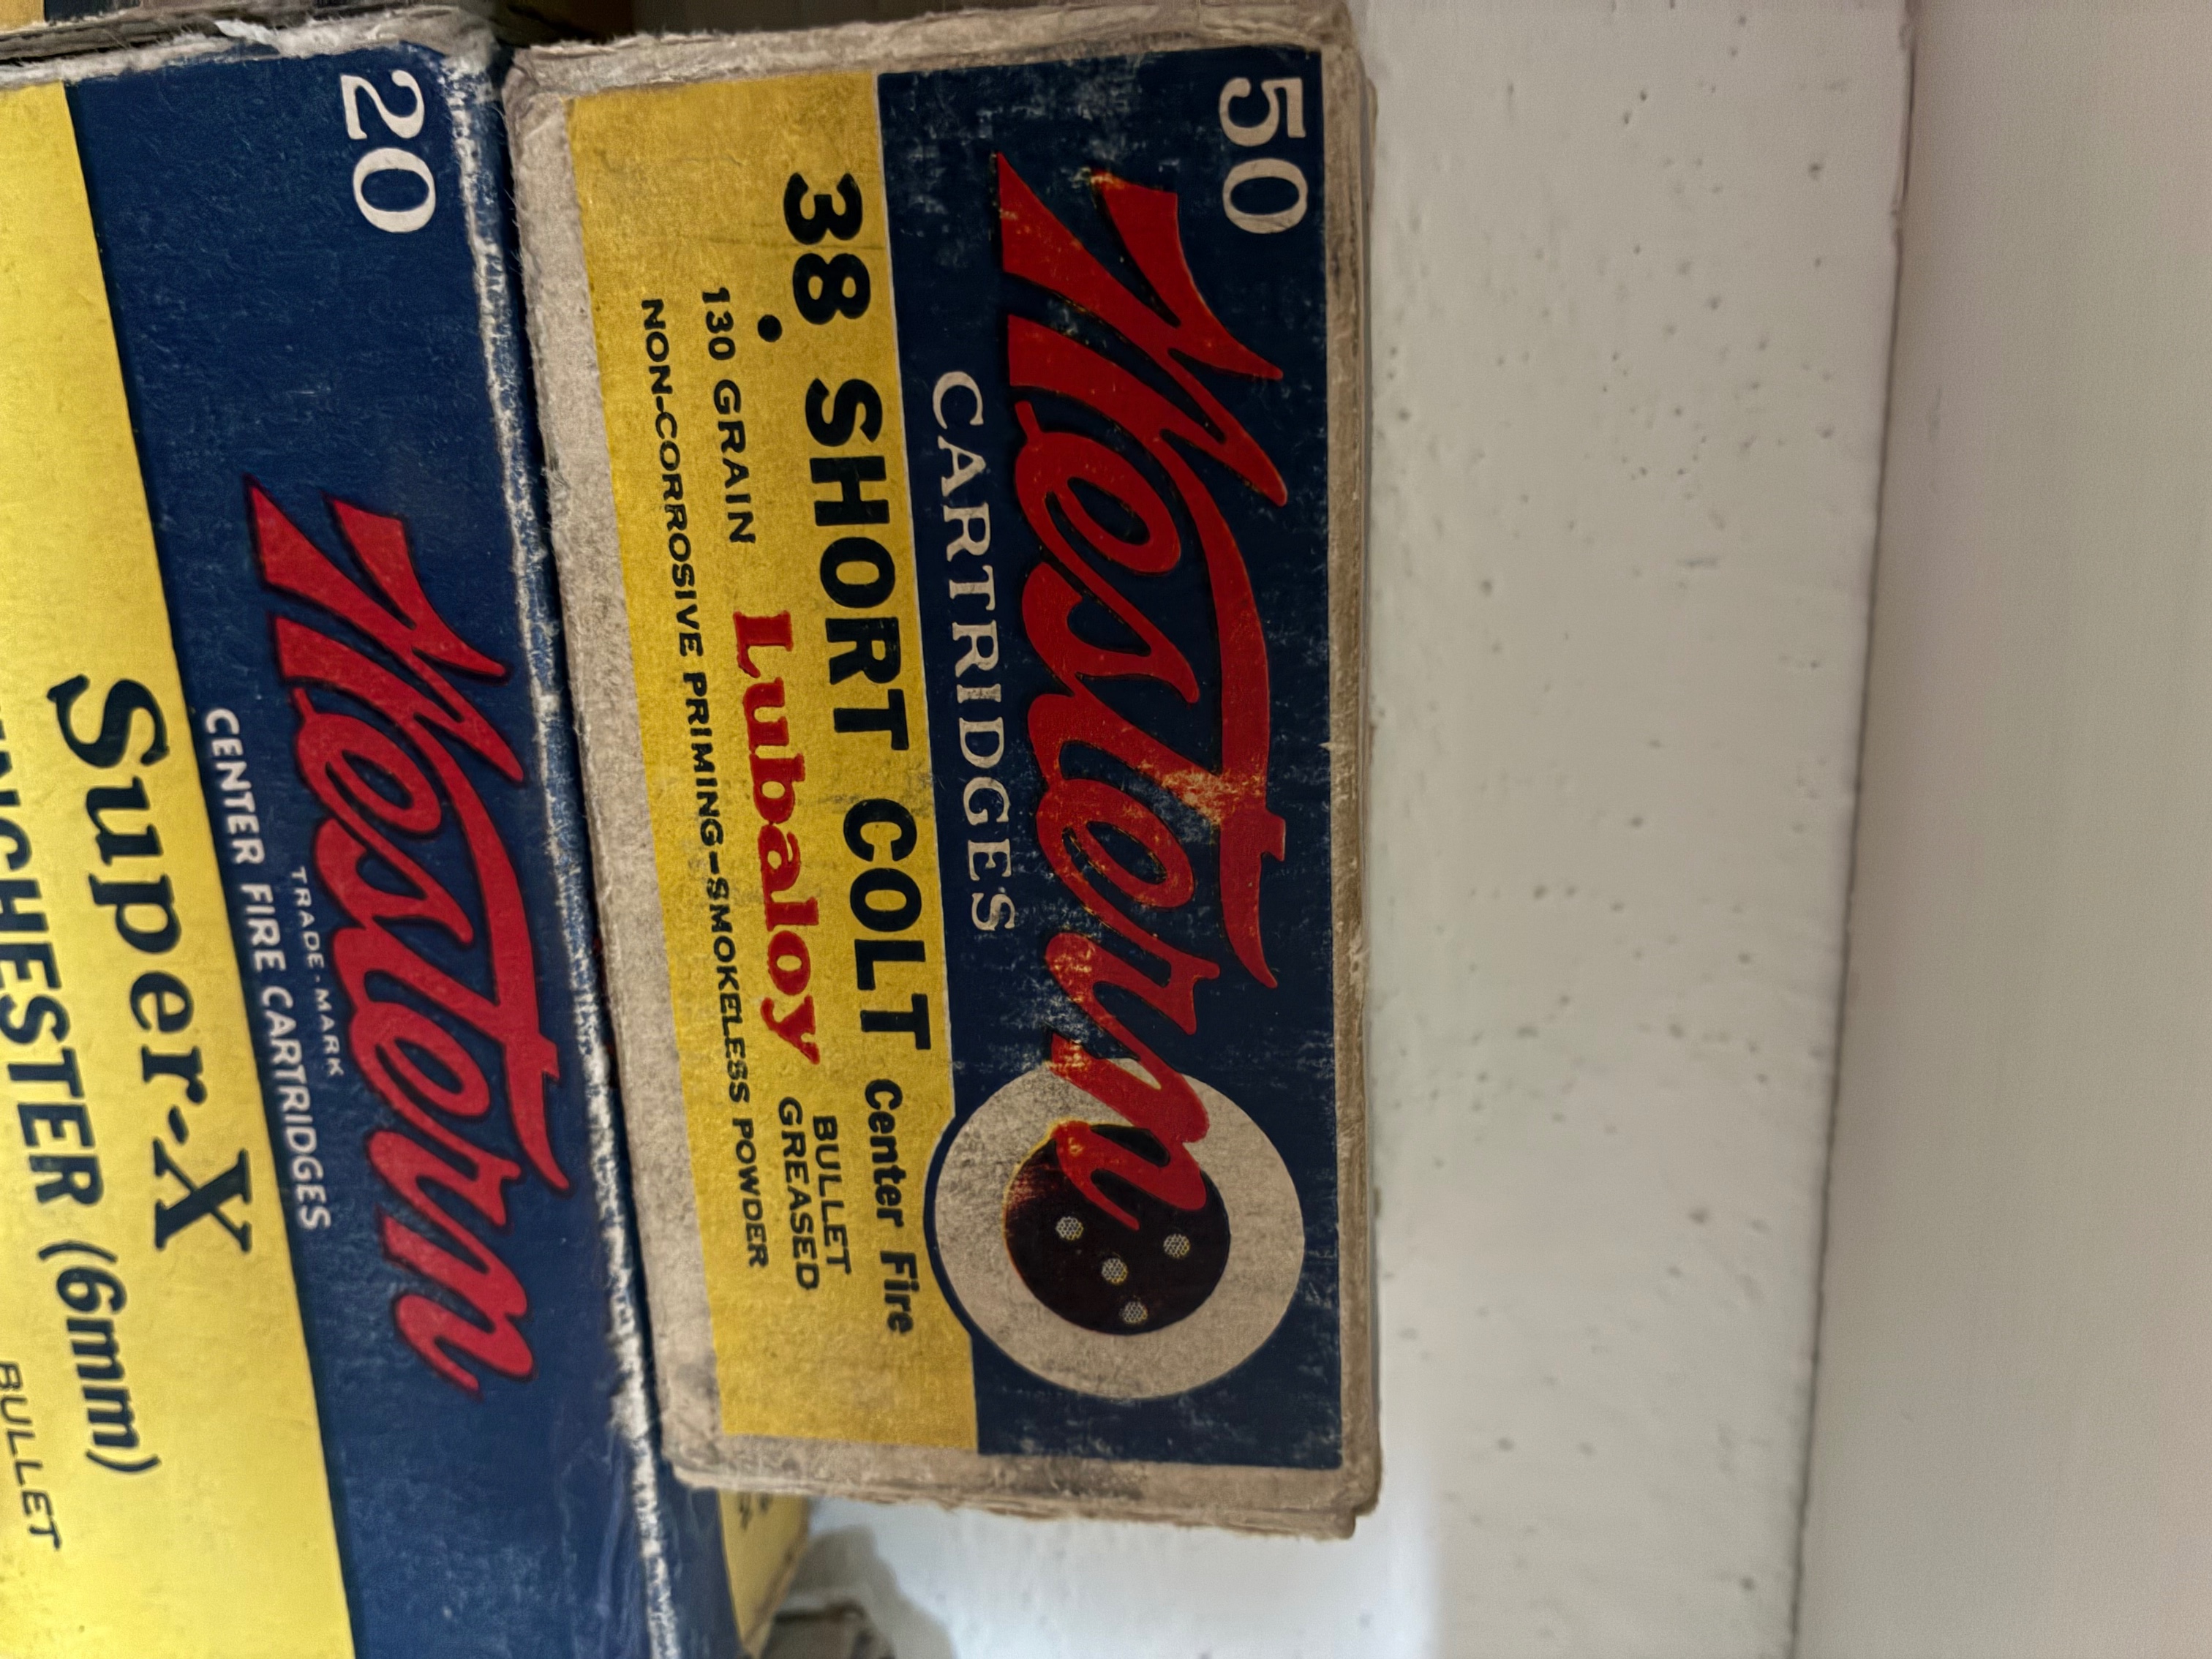 50
Western
CARTRIDGES
38 SHORT COLT Center Fire
130 GRAIN Lubaloy BULLET GREASED
NON-CORROSIVE PRIMING-SMOKELESS POWDER
20
Western
TRADE-MARK
CENTER FIRE CARTRIDGES
Super-X
CHESTER (6mm)
BULLET